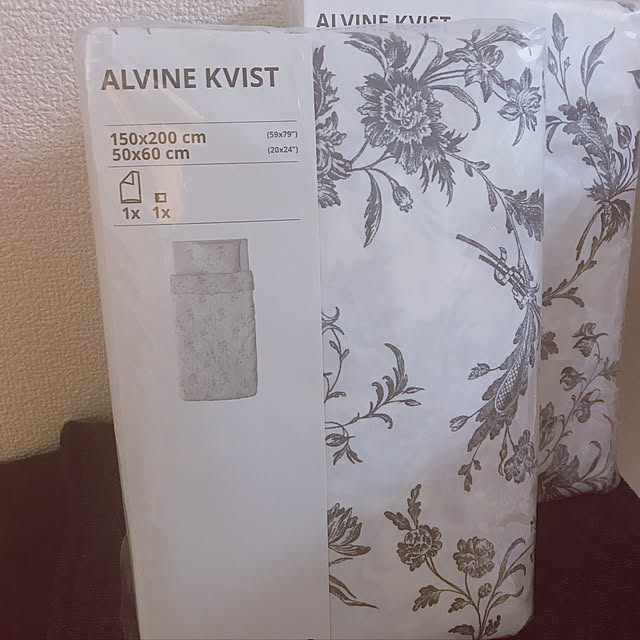 ALVINE KVIST
ALVINE KVIST
150x200 cm (59x79")
50x60 cm (20x24")
1x 1x